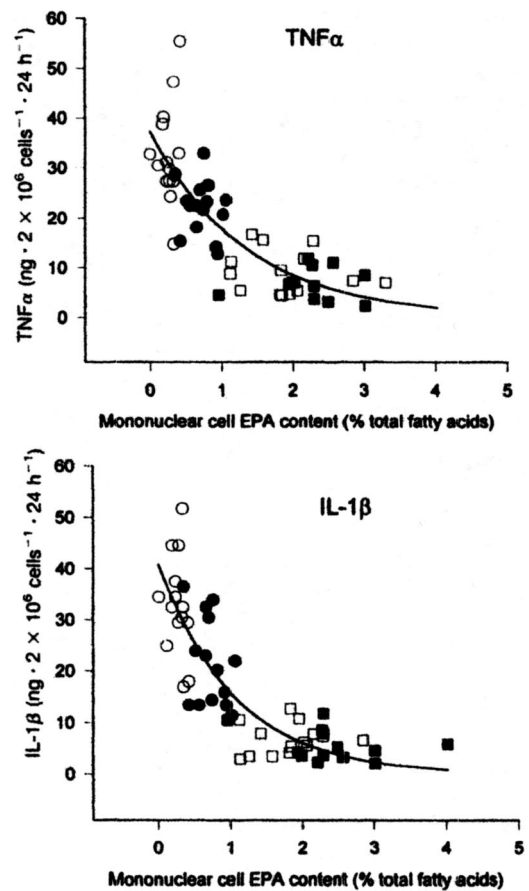 TNFα
60
50
40
30
20
10
0
TNFα (ng · 2 × 10⁶ cells⁻¹ · 24 h⁻¹)
0 1 2 3 4 5
Mononuclear cell EPA content (% total fatty acids)
IL-1β
60
50
40
30
20
10
0
IL-1β (ng · 2 × 10⁶ cells⁻¹ · 24 h⁻¹)
0 1 2 3 4 5
Mononuclear cell EPA content (% total fatty acids)